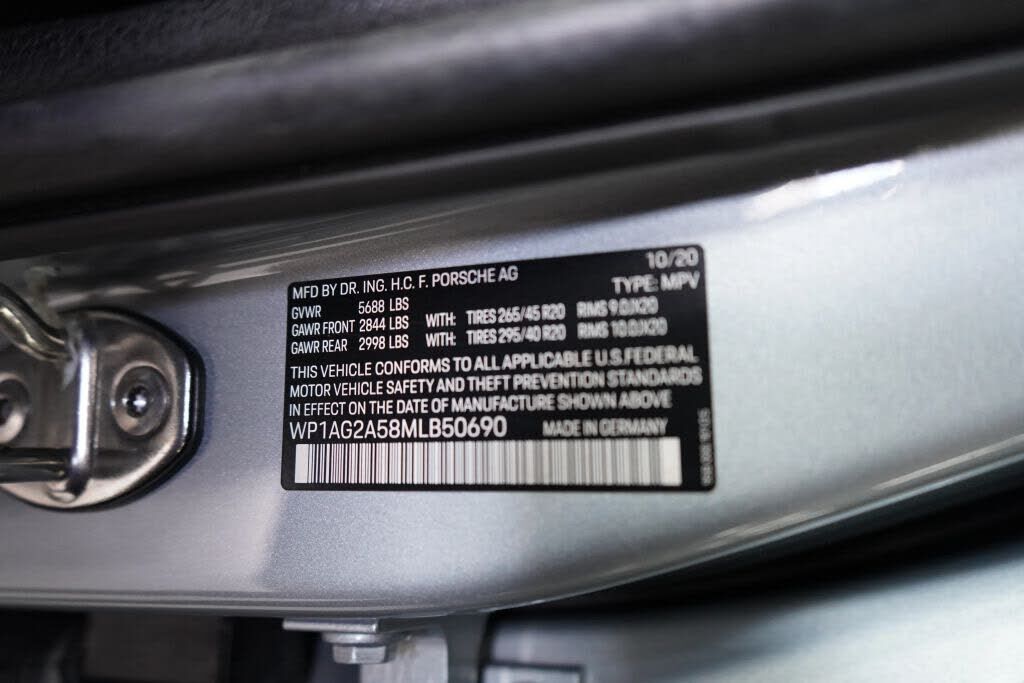 10/20
MFD BY DR. ING. H.C. F. PORSCHE AG TYPE: MPV
GVWR 5688 LBS
GAWR FRONT 2844 LBS WITH: TIRES 265/45 R20 RIMS 9.0JX20
GAWR REAR 2998 LBS WITH: TIRES 295/40 R20 RIMS 10.0JX20
THIS VEHICLE CONFORMS TO ALL APPLICABLE U.S. FEDERAL
MOTOR VEHICLE SAFETY AND THEFT PREVENTION STANDARDS
IN EFFECT ON THE DATE OF MANUFACTURE SHOWN ABOVE
WP1AG2A58MLB50690 MADE IN GERMANY